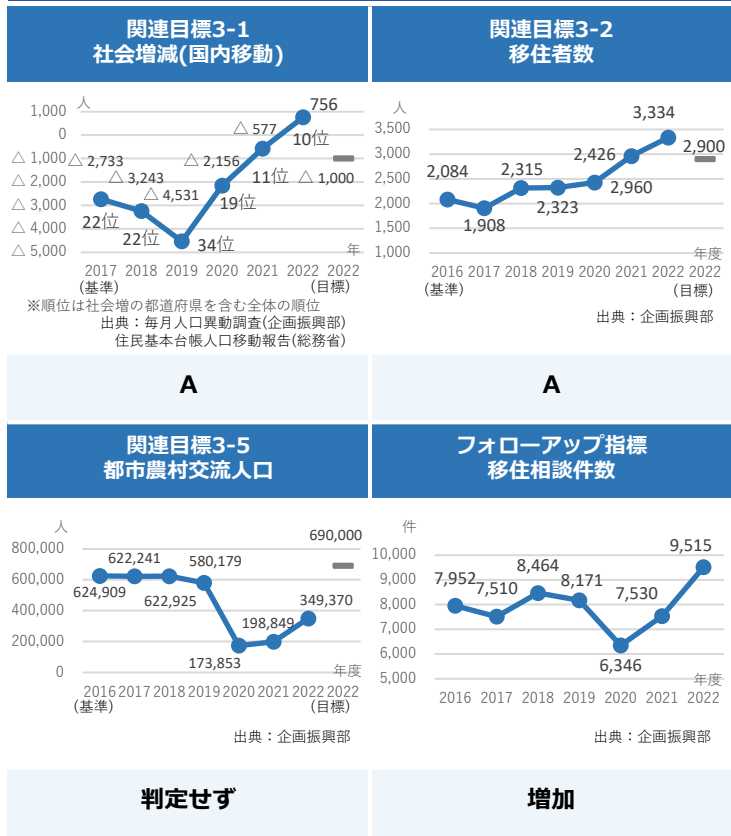 関連目標3-1
社会増減(国内移動)
人
1,000
0
△ 1,000
△ 2,000
△ 3,000
△ 4,000
△ 5,000
△ 2,733
△ 3,243
△ 4,531
△ 2,156
△ 577
756
△ 1,000
22位
22位
34位
19位
11位
10位
年
2017 2018 2019 2020 2021 2022 2022
(基準) (目標)
※順位は社会増の都道府県を含む全体の順位
出典：毎月人口異動調査(企画振興部)
住民基本台帳人口移動報告(総務省)
A
関連目標3-2
移住者数
人
3,500
3,000
2,500
2,000
1,500
1,000
2,084
1,908
2,315
2,323
2,426
2,960
3,334
2,900
年度
2016 2017 2018 2019 2020 2021 2022 2022
(基準) (目標)
出典：企画振興部
A
関連目標3-5
都市農村交流人口
人
800,000
600,000
400,000
200,000
0
624,909
622,241
622,925
580,179
173,853
198,849
349,370
690,000
年度
2016 2017 2018 2019 2020 2021 2022 2022
(基準) (目標)
出典：企画振興部
判定せず
フォローアップ指標
移住相談件数
件
10,000
9,000
8,000
7,000
6,000
5,000
7,952
7,510
8,464
8,171
6,346
7,530
9,515
年度
2016 2017 2018 2019 2020 2021 2022
出典：企画振興部
増加